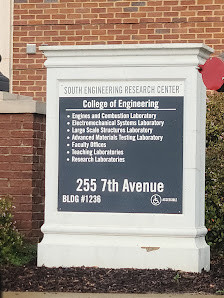 SOUTH ENGINEERING RESEARCH CENTER
College of Engineering
• Engines and Combustion Laboratory
• Electromechanical Systems Laboratory
• Large Scale Structures Laboratory
• Advanced Materials Testing Laboratory
• Faculty Offices
• Teaching Laboratories
• Research Laboratories
255 7th Avenue
BLDG #1236
ACCESSIBLE